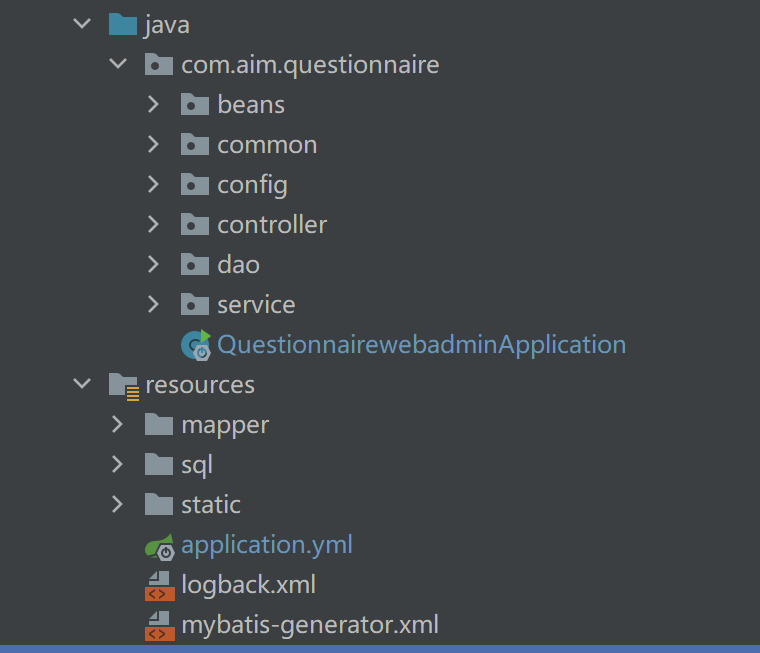 java
com.aim.questionnaire
beans
common
config
controller
dao
service
QuestionnairewebadminApplication
resources
mapper
sql
static
application.yml
logback.xml
mybatis-generator.xml